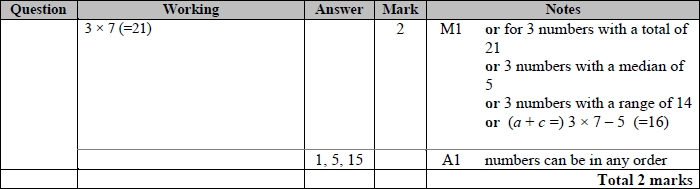 Question Working Answer Mark Notes
3 × 7 (=21) 2 M1 or for 3 numbers with a total of
21
or 3 numbers with a median of
5
or 3 numbers with a range of 14
or (a + c =) 3 × 7 – 5 (=16)
1, 5, 15 A1 numbers can be in any order
Total 2 marks